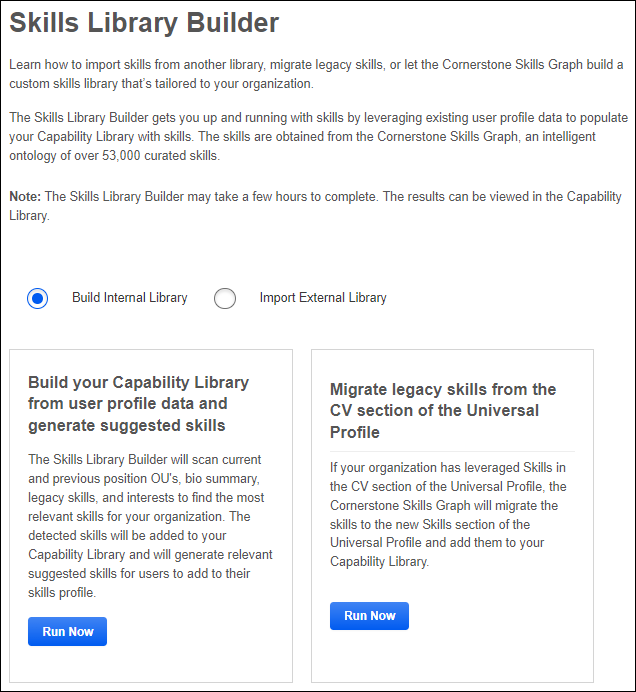 Skills Library Builder
Learn how to import skills from another library, migrate legacy skills, or let the Cornerstone Skills Graph build a
custom skills library that's tailored to your organization.
The Skills Library Builder gets you up and running with skills by leveraging existing user profile data to populate
your Capability Library with skills. The skills are obtained from the Cornerstone Skills Graph, an intelligent
ontology of over 53,000 curated skills.
Note: The Skills Library Builder may take a few hours to complete. The results can be viewed in the Capability
Library.
Build Internal Library
Import External Library
Build your Capability Library
from user profile data and
generate suggested skills
The Skills Library Builder will scan current
and previous position OU's, bio summary,
legacy skills, and interests to find the most
relevant skills for your organization. The
detected skills will be added to your
Capability Library and will generate relevant
suggested skills for users to add to their
skills profile.
Run Now
Migrate legacy skills from the
CV section of the Universal
Profile
If your organization has leveraged Skills in
the CV section of the Universal Profile, the
Cornerstone Skills Graph will migrate the
skills to the new Skills section of the
Universal Profile and add them to your
Capability Library.
Run Now